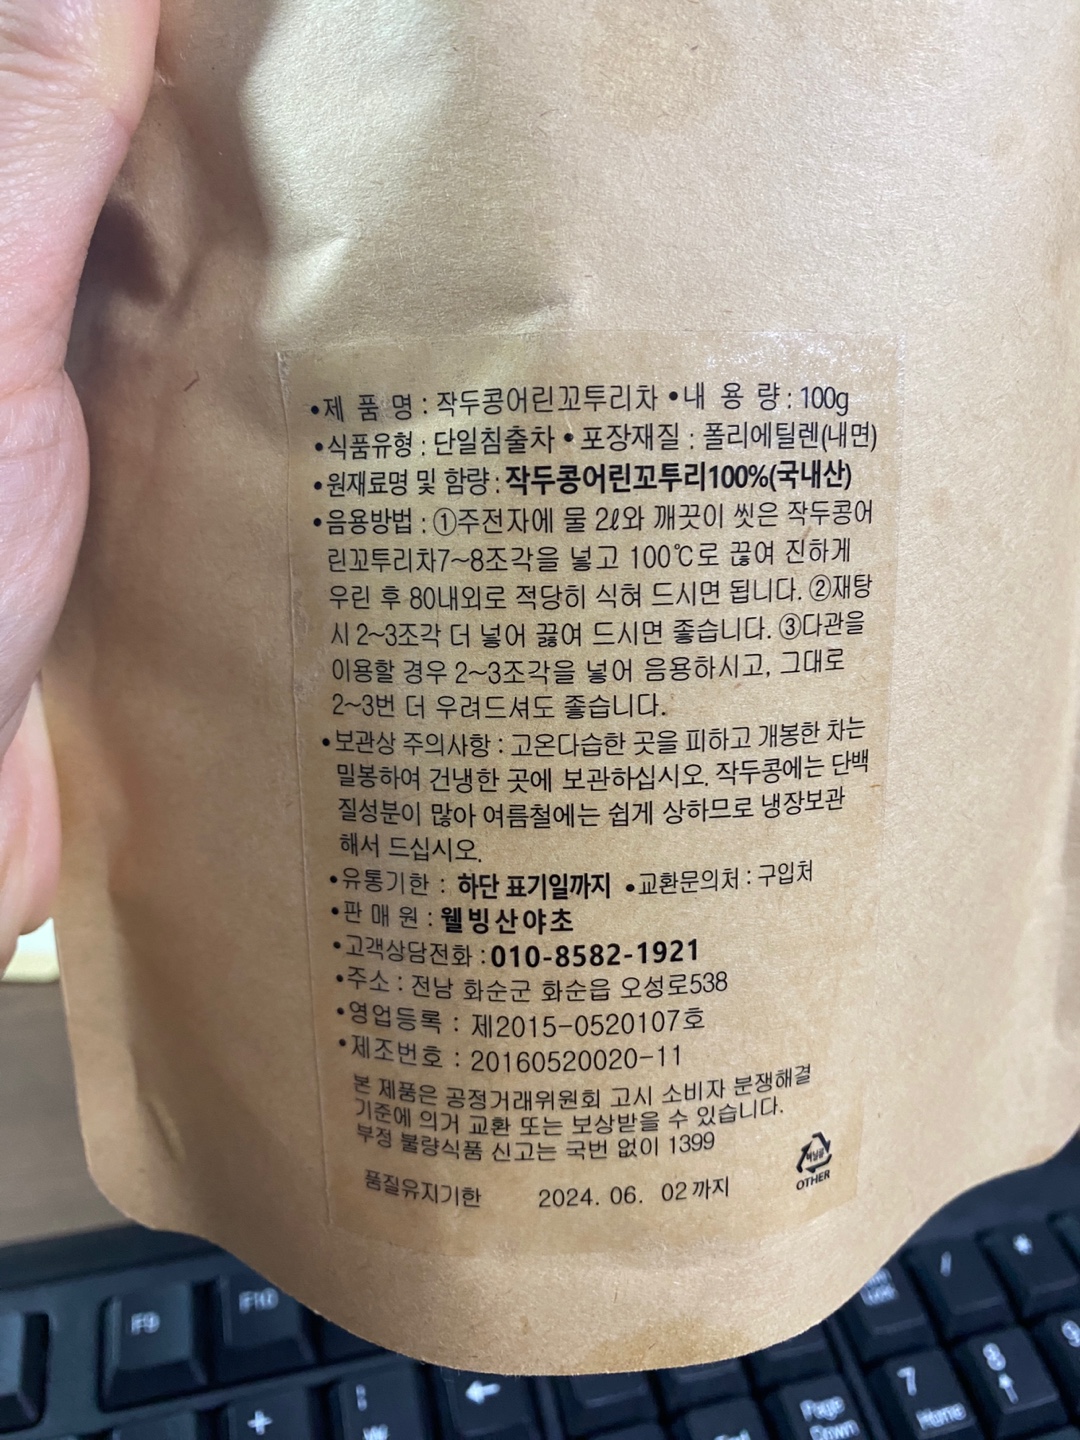 •제 품 명 : 작두콩어린꼬투리차 •내 용 량 : 100g
•식품유형 : 단일침출차 • 포장재질 : 폴리에틸렌(내면)
•원재료명 및 함량 : 작두콩어린꼬투리100%(국내산)
•음용방법 : ①주전자에 물 2ℓ와 깨끗이 씻은 작두콩어
린꼬투리차7~8조각을 넣고 100℃로 끓여 진하게
우린 후 80내외로 적당히 식혀 드시면 됩니다. ②재탕
시 2~3조각 더 넣어 끓여 드시면 좋습니다. ③다관을
이용할 경우 2~3조각을 넣어 음용하시고, 그대로
2~3번 더 우려드셔도 좋습니다.
•보관상 주의사항 : 고온다습한 곳을 피하고 개봉한 차는
밀봉하여 건냉한 곳에 보관하십시오. 작두콩에는 단백
질성분이 많아 여름철에는 쉽게 상하므로 냉장보관
해서 드십시오.
•유통기한 : 하단 표기일까지 •교환문의처 : 구입처
•판 매 원 : 웰빙산야초
•고객상담전화 : 010-8582-1921
•주소 : 전남 화순군 화순읍 오성로538
•영업등록 : 제2015-0520107호
•제조번호 : 20160520020-11
본 제품은 공정거래위원회 고시 소비자 분쟁해결
기준에 의거 교환 또는 보상받을 수 있습니다.
부정 불량식품 신고는 국번 없이 1399
비닐류
OTHER
품질유지기한 2024. 06. 02까지
F9
F10
/
*
7
Home
8
9
Page
Down
+